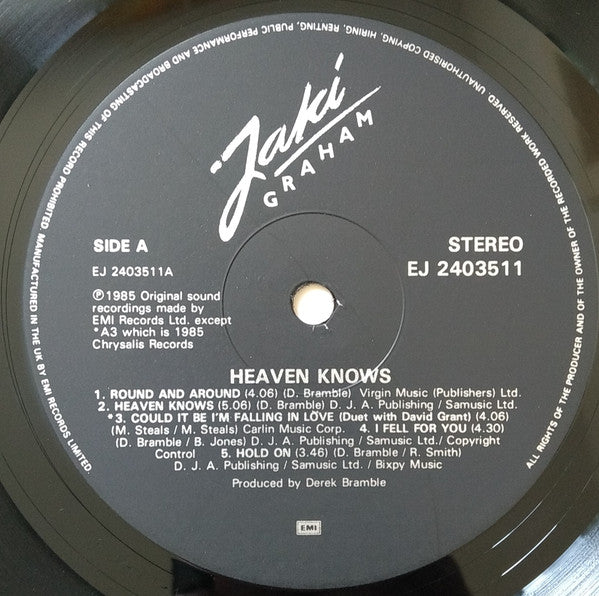 Jaki
GRAHAM
SIDE A
EJ 2403511A
STEREO
EJ 2403511
℗1985 Original sound
recordings made by
EMI Records Ltd. except
*A3 which is 1985
Chrysalis Records
HEAVEN KNOWS
1. ROUND AND AROUND (4.06) (D. Bramble) Virgin Music (Publishers) Ltd.
2. HEAVEN KNOWS (5.06) (D. Bramble) D. J. A. Publishing / Samusic Ltd.
*3. COULD IT BE I'M FALLING IN LOVE (Duet with David Grant) (4.06)
(M. Steals / M. Steals) Carlin Music Corp. 4. I FELL FOR YOU (4.30)
(D. Bramble / B. Jones) D. J. A. Publishing / Samusic Ltd./ Copyright
Control 5. HOLD ON (3.46) (D. Bramble / R. Smith)
D. J. A. Publishing / Samusic Ltd. / Bixpy Music
Produced by Derek Bramble
EMI
ALL RIGHTS OF THE PRODUCER AND OF THE OWNER OF THE RECORDED WORK RESERVED. UNAUTHORISED COPYING, HIRING, RENTING, PUBLIC PERFORMANCE AND BROADCASTING OF THIS RECORD PROHIBITED. MANUFACTURED IN THE UK BY EMI RECORDS LIMITED.